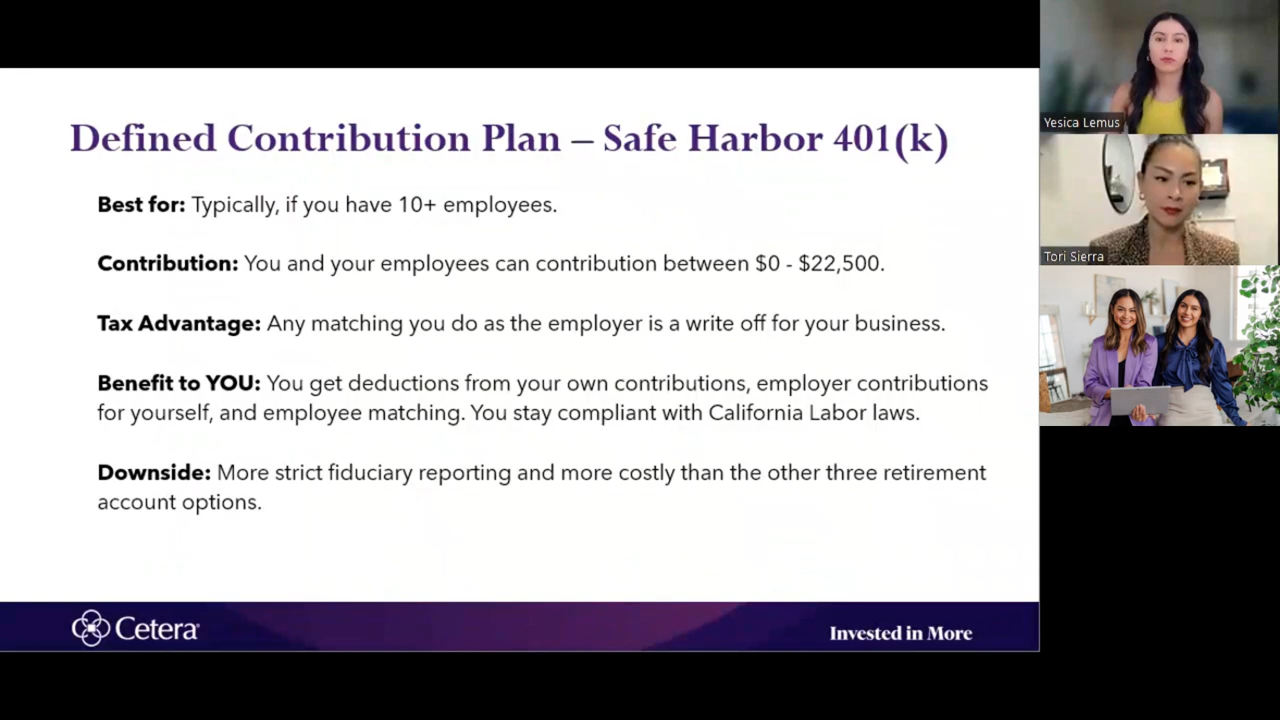 Defined Contribution Plan – Safe Harbor 401(k)
Best for: Typically, if you have 10+ employees.
Contribution: You and your employees can contribution between $0 - $22,500.
Tax Advantage: Any matching you do as the employer is a write off for your business.
Benefit to YOU: You get deductions from your own contributions, employer contributions
for yourself, and employee matching. You stay compliant with California Labor laws.
Downside: More strict fiduciary reporting and more costly than the other three retirement
account options.
Cetera®
Invested in More
Yesica Lemus
Tori Sierra